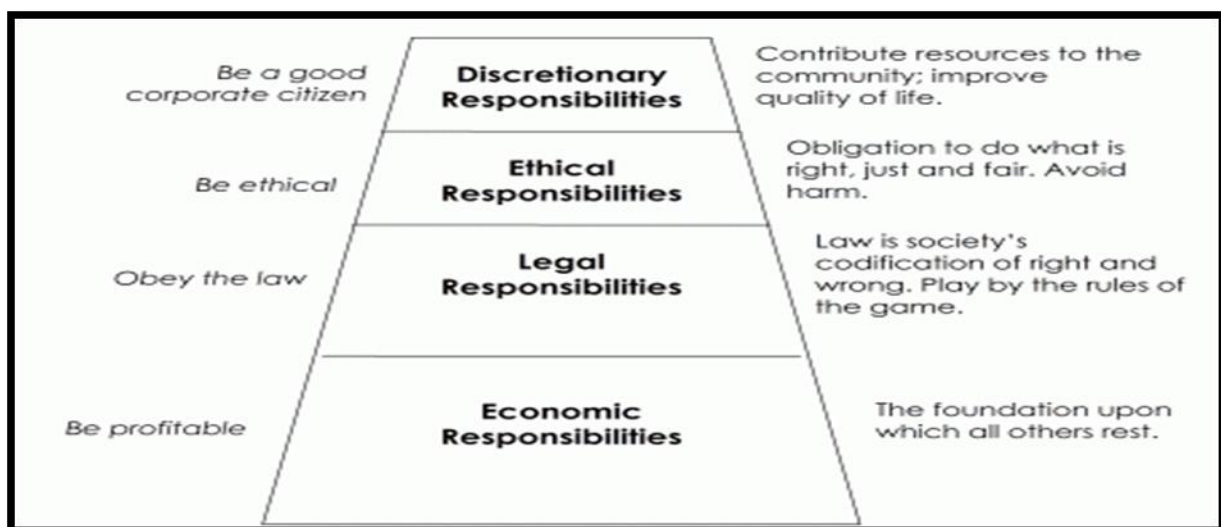 Be a good
corporate citizen
Discretionary
Responsibilities
Contribute resources to the
community; improve
quality of life.
Be ethical
Ethical
Responsibilities
Obligation to do what is
right, just and fair. Avoid
harm.
Obey the law
Legal
Responsibilities
Law is society's
codification of right and
wrong. Play by the rules of
the game.
Be profitable
Economic
Responsibilities
The foundation upon
which all others rest.